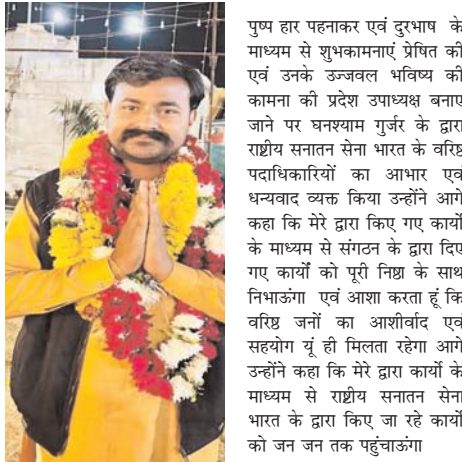 पुष्प हार पहनाकर एवं दुरभाष के
माध्यम से शुभकामनाएं प्रेषित की
एवं उनके उज्जवल भविष्य की
कामना की प्रदेश उपाध्यक्ष बनाए
जाने पर घनश्याम गुर्जर के द्वारा
राष्ट्रीय सनातन सेना भारत के वरिष्ठ
पदाधिकारियों का आभार एवं
धन्यवाद व्यक्त किया उन्होंने आगे
कहा कि मेरे द्वारा किए गए कार्यों
के माध्यम से संगठन के द्वारा दिए
गए कार्यों को पूरी निष्ठा के साथ
निभाऊंगा एवं आशा करता हूं कि
वरिष्ठ जनों का आशीर्वाद एवं
सहयोग यूं ही मिलता रहेगा आगे
उन्होंने कहा कि मेरे द्वारा कार्यो के
माध्यम से राष्ट्रीय सनातन सेना
भारत के द्वारा किए जा रहे कार्यों
को जन जन तक पहुंचाऊंगा